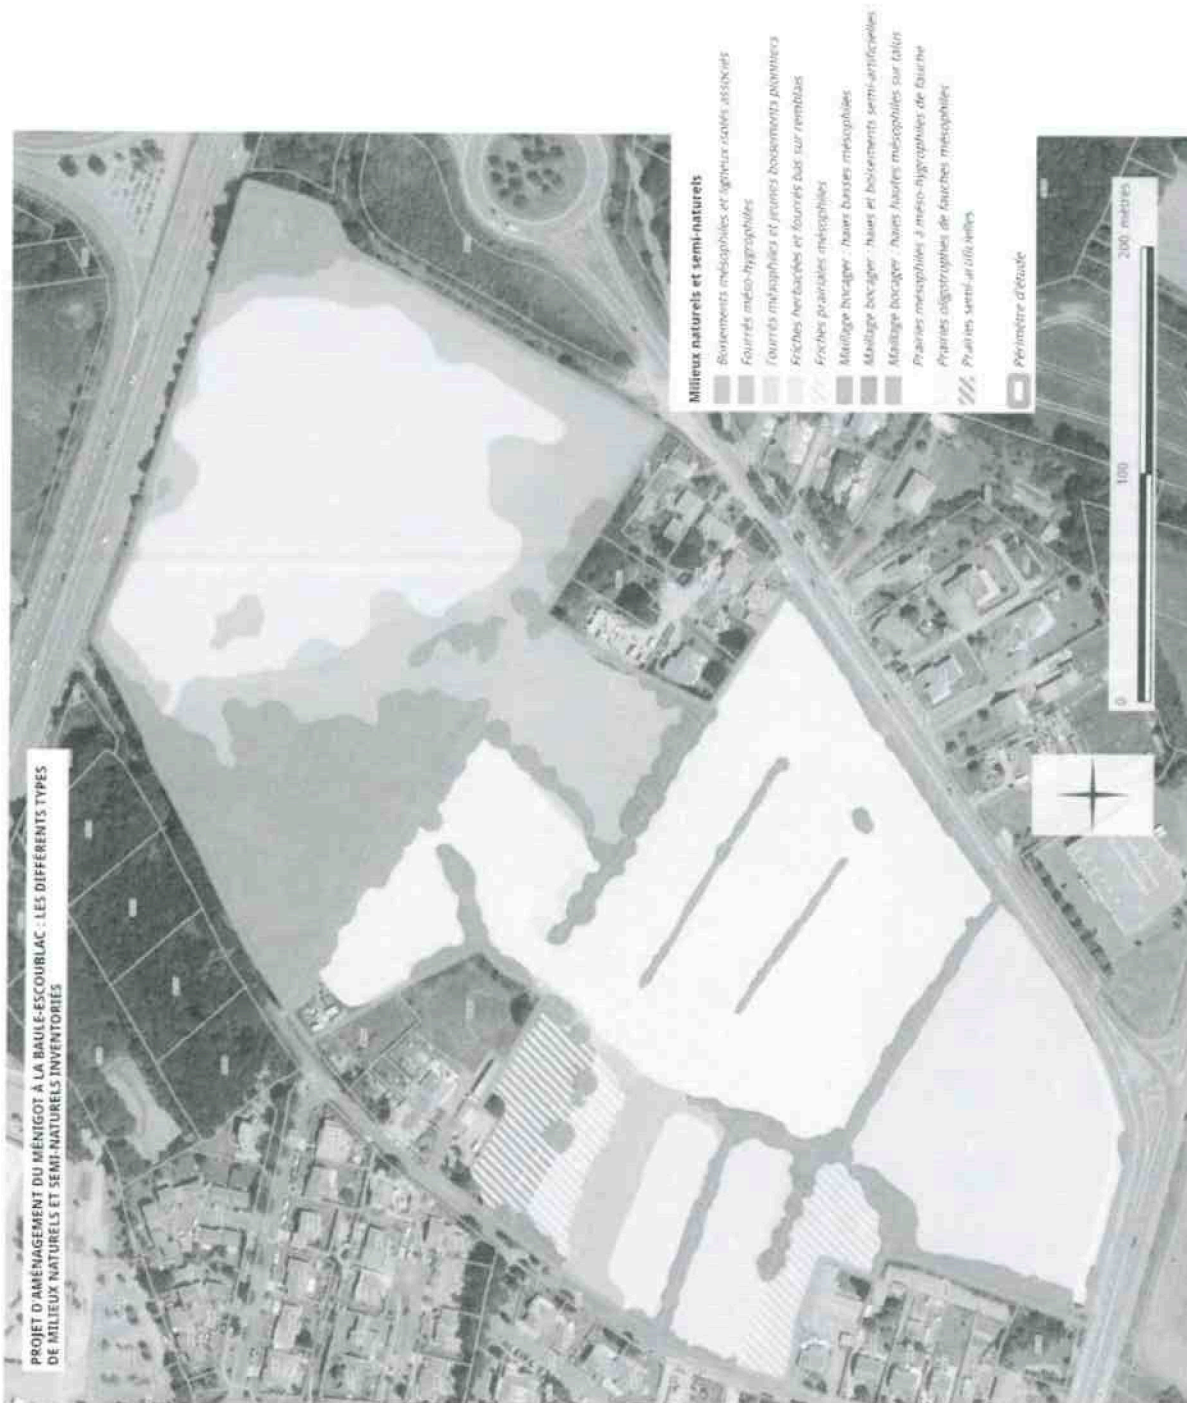 PROJET D'AMÉNAGEMENT DU MÉNIGOT À LA BAULE-ESCOUBLAC : LES DIFFÉRENTS TYPES
DE MILIEUX NATURELS ET SEMI-NATURELS INVENTORIÉS
Milieux naturels et semi-naturels
Boisements mésophiles et ligneux isolés associés
Fourrés méso-hygrophiles
Fourrés mésophiles et jeunes boisements pionniers
Friches herbacées et fourrés bas sur remblais
Friches prairiales mésophiles
Maillage bocager : haies basses mésophiles
Maillage bocager : haies et boisements semi-artificielles
Maillage bocager : haies hautes mésophiles sur talus
Prairies mésophiles à méso-hygrophiles de fauche
Prairies oligotrophes de fauches mésophiles
Prairies semi-artificielles
Périmètre d'étude
0 100 200 mètres